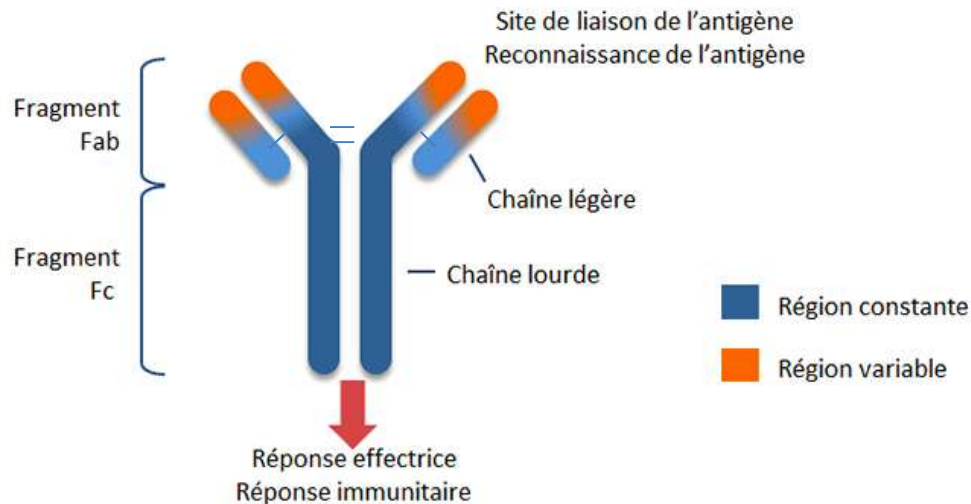 Site de liaison de l’antigène
Reconnaissance de l’antigène
Fragment
Fab
Chaîne légère
Fragment
Fc
Chaîne lourde
Région constante
Région variable
Réponse effectrice
Réponse immunitaire